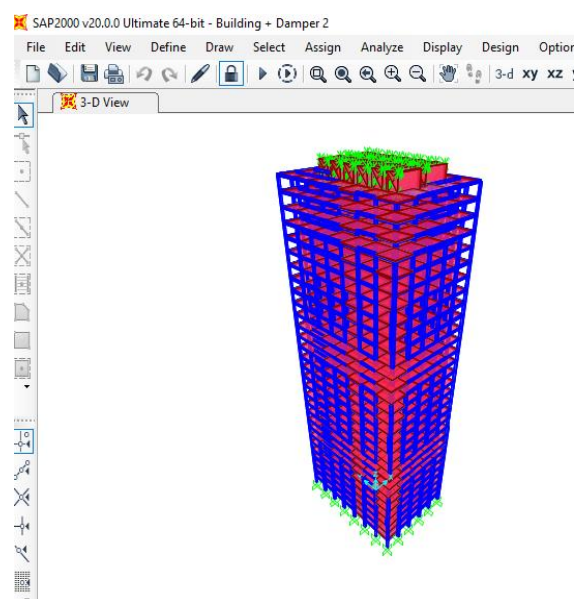 SAP2000 v20.0.0 Ultimate 64-bit - Building + Damper 2
File Edit View Define Draw Select Assign Analyze Display Design Option
3-d xy xz
3-D View